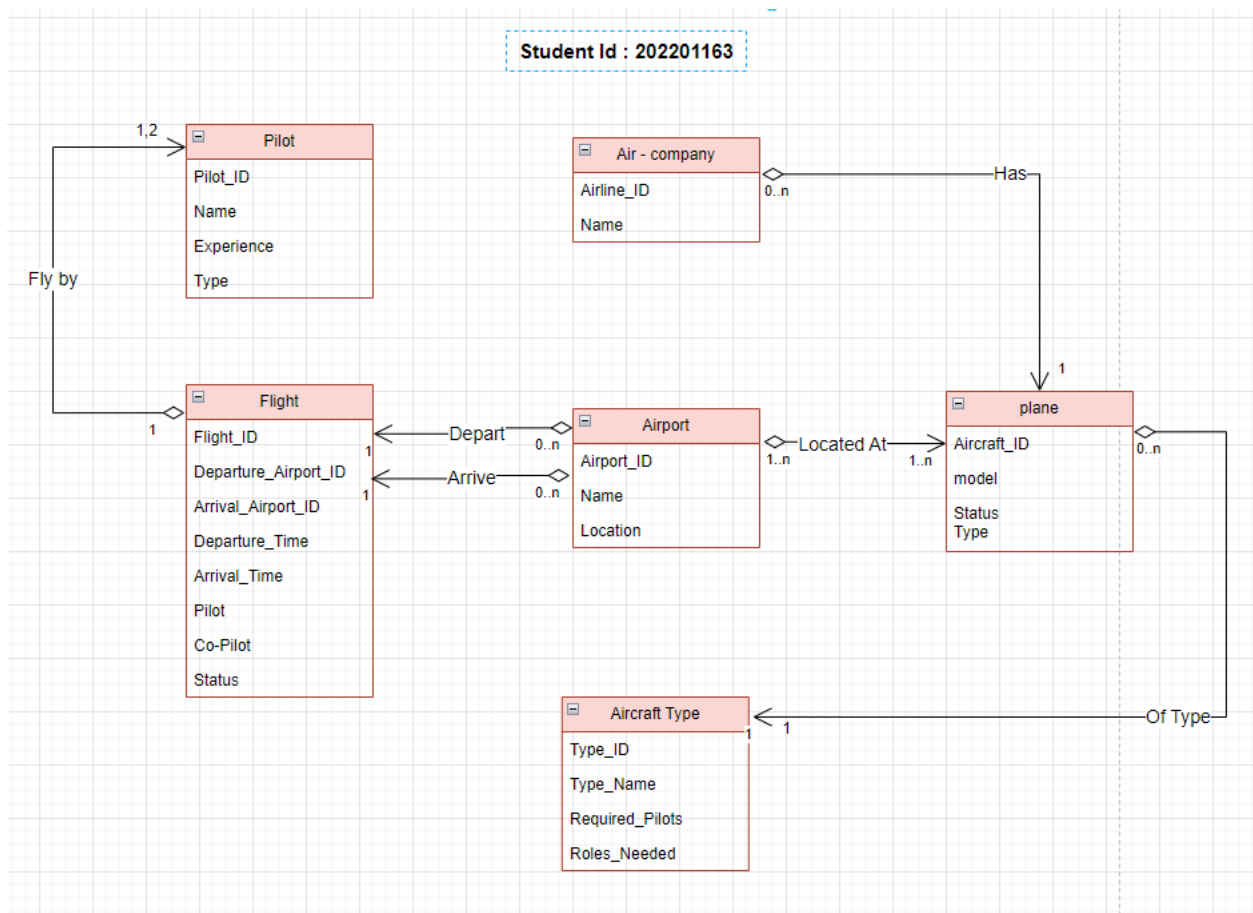 Student Id : 202201163
1,2
Pilot
Pilot_ID
Name
Experience
Type
Fly by
1
Air - company
Airline_ID
Name
0..n
Has
1
Flight
Flight_ID
Departure_Airport_ID
Arrival_Airport_ID
Departure_Time
Arrival_Time
Pilot
Co-Pilot
Status
Depart
1
0..n
Arrive
1
0..n
Airport
Airport_ID
Name
Location
Located At
1..n
1..n
plane
Aircraft_ID
model
Status
Type
0..n
Of Type
1
1
Aircraft Type
Type_ID
Type_Name
Required_Pilots
Roles_Needed